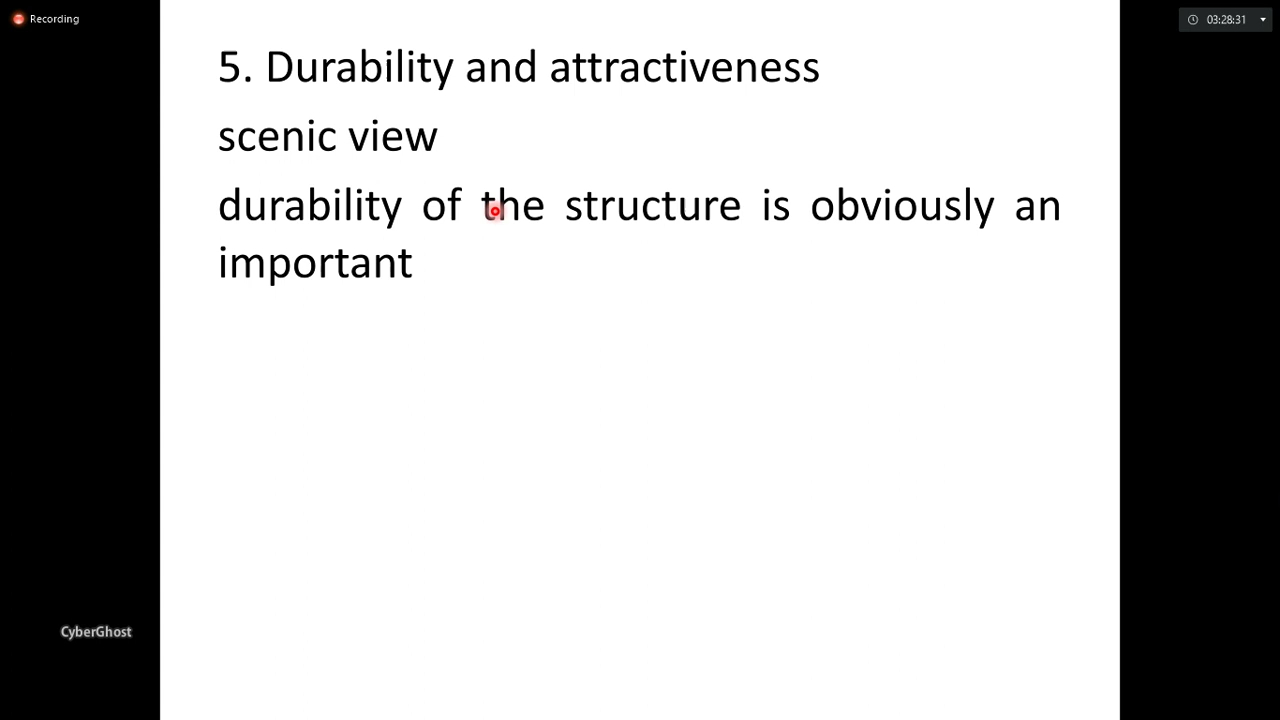 Recording
03:28:31
5. Durability and attractiveness
scenic view
durability of the structure is obviously an
important
CyberGhost